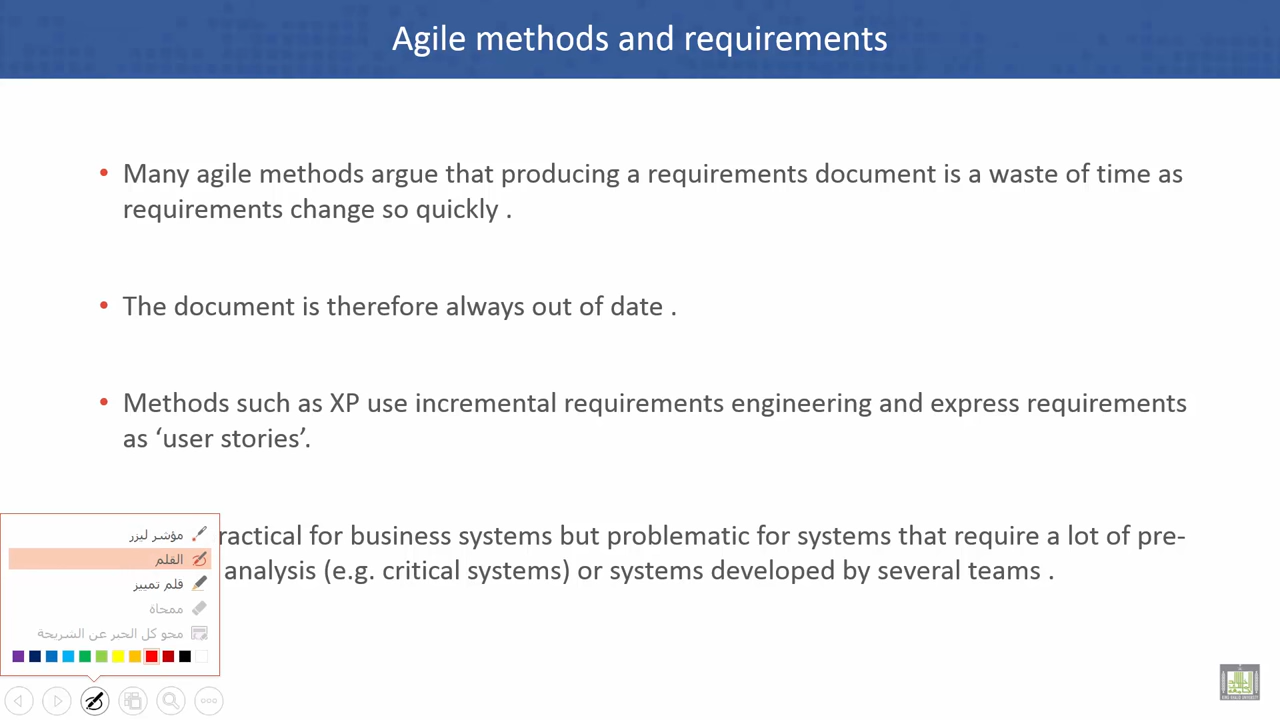 Agile methods and requirements
• Many agile methods argue that producing a requirements document is a waste of time as
requirements change so quickly .
• The document is therefore always out of date .
• Methods such as XP use incremental requirements engineering and express requirements
as ‘user stories’.
ractical for business systems but problematic for systems that require a lot of pre-
analysis (e.g. critical systems) or systems developed by several teams .
مؤشر ليزر
القلم
قلم تمييز
ممحاة
محو كل الحبر عن الشريحة